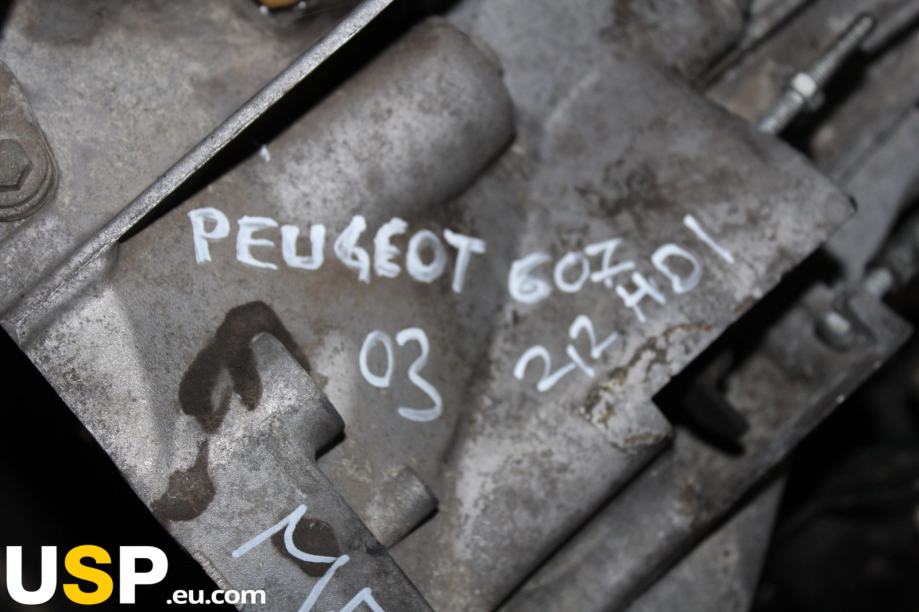 PEUGEOT 607
03 2,2 HDI
USP.eu.com